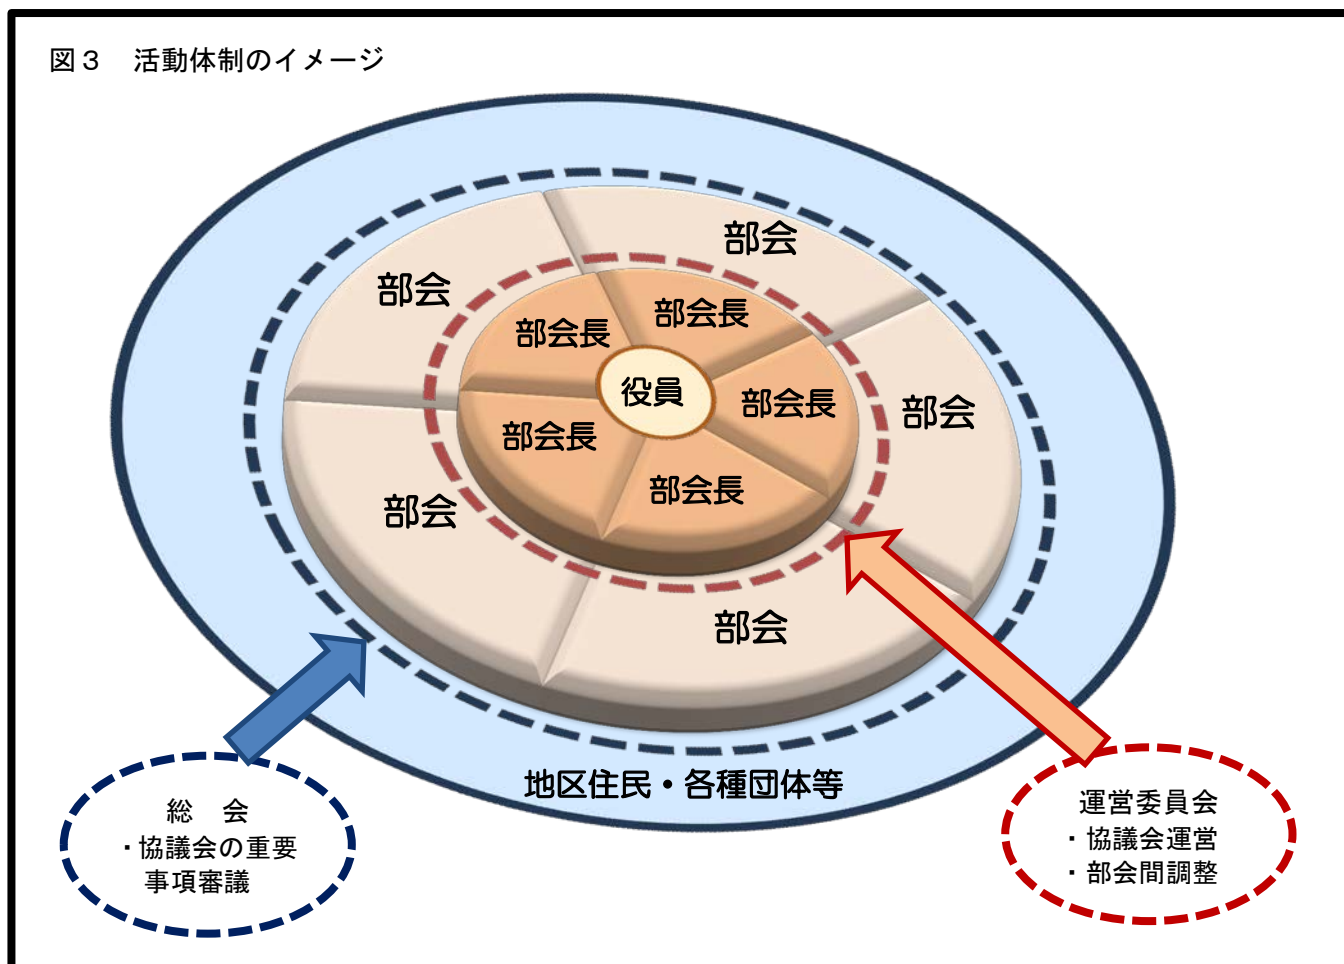 図３　活動体制のイメージ
部会
部会
部会長
部会長
役員
部会長
部会
部会長
部会長
部会
部会
地区住民・各種団体等
総　会
・協議会の重要
事項審議
運営委員会
・協議会運営
・部会間調整